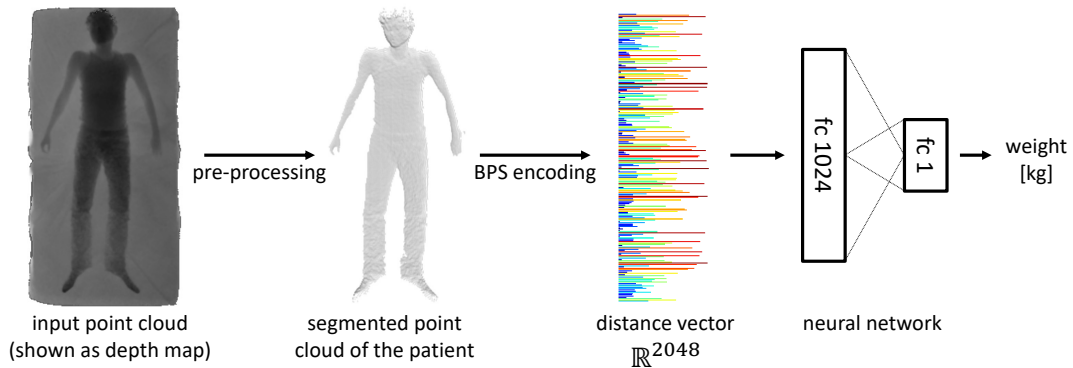 pre-processing
BPS encoding
fc 1024
fc 1
weight
[kg]
input point cloud
(shown as depth map)
segmented point
cloud of the patient
distance vector
ℝ²⁰⁴⁸
neural network